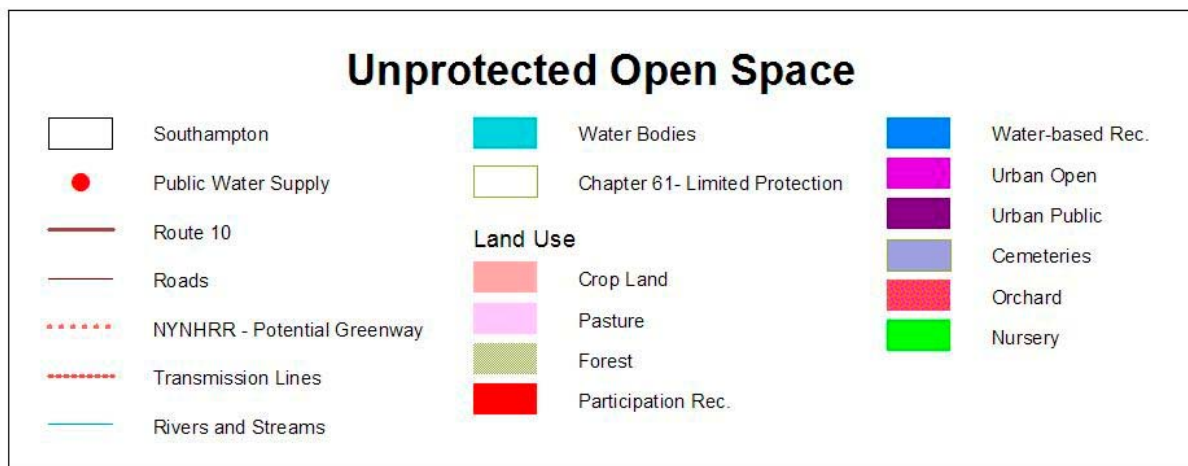 Unprotected Open Space
Southampton
Public Water Supply
Route 10
Roads
NYNHRR - Potential Greenway
Transmission Lines
Rivers and Streams
Water Bodies
Chapter 61- Limited Protection
Land Use
Crop Land
Pasture
Forest
Participation Rec.
Water-based Rec.
Urban Open
Urban Public
Cemeteries
Orchard
Nursery